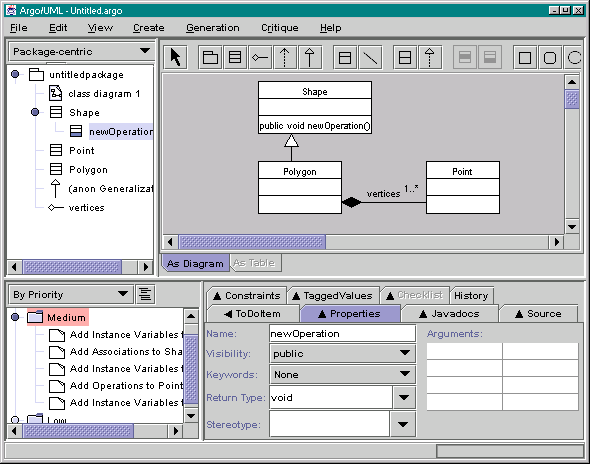 Argo/UML - Untitled.argo
File Edit View Create Generation Critique Help
Package-centric
untitledpackage
class diagram 1
Shape
newOperation
Point
Polygon
(anon Generalizat
vertices
Shape
public void newOperation()
Polygon
vertices 1..*
Point
As Diagram As Table
By Priority
Medium
Add Instance Variables t
Add Associations to Sha
Add Instance Variables t
Add Operations to Point
Add Instance Variables t
Low
Constraints TaggedValues Checklist History
ToDoItem Properties Javadocs Source
Name: newOperation Arguments:
Visibility: public
Keywords: None
Return Type: void
Stereotype: